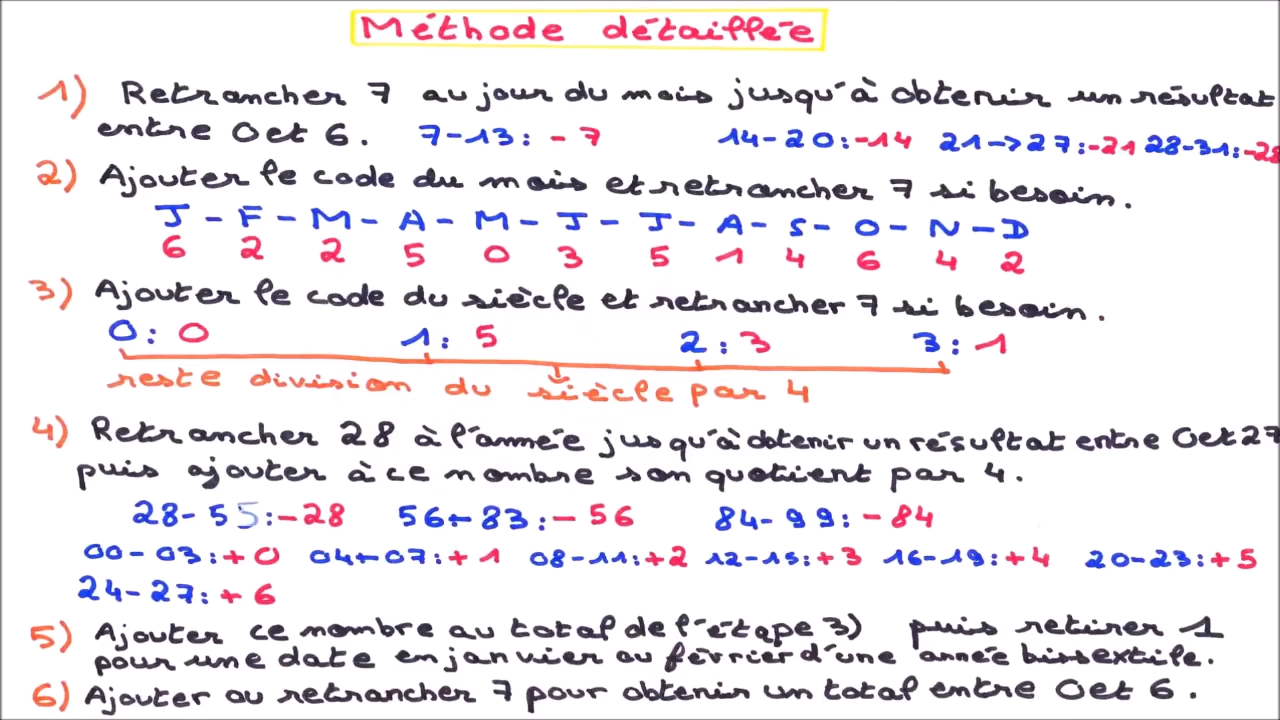 Méthode détaillée
1) Retrancher 7 au jour du mois jusqu'à obtenir un résultat
entre 0 et 6. 7-13: -7 14-20: -14 21->27: -21 28-31: -28
2) Ajouter le code du mois et retrancher 7 si besoin.
J - F - M - A - M - J - J - A - S - O - N - D
6 2 2 5 0 3 5 1 4 6 4 2
3) Ajouter le code du siècle et retrancher 7 si besoin.
0: 0 1: 5 2: 3 3: 1
reste division du siècle par 4
4) Retrancher 28 à l'année jusqu'à obtenir un résultat entre 0 et 27
puis ajouter à ce nombre son quotient par 4.
28-55: -28 56-83: -56 84-99: -84
00-03: +0 04-07: +1 08-11: +2 12-15: +3 16-19: +4 20-23: +5
24-27: +6
5) Ajouter ce nombre au total de l'étape 3) puis retirer 1
pour une date en janvier ou février d'une année bissextile.
6) Ajouter ou retrancher 7 pour obtenir un total entre 0 et 6.